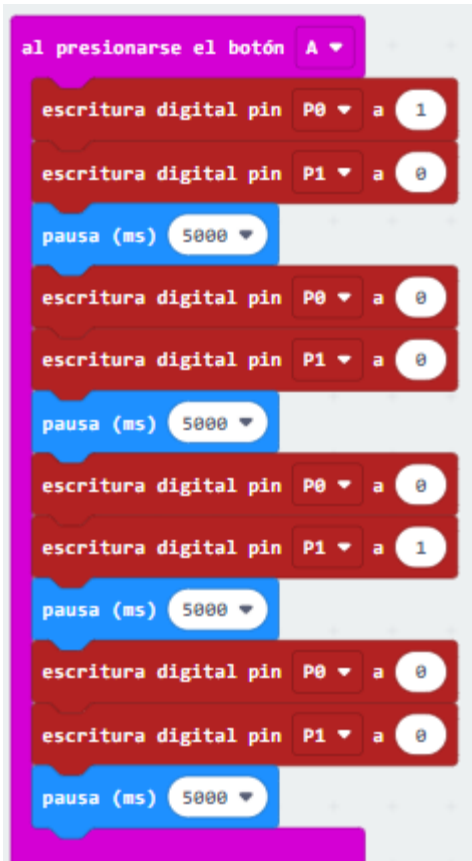 al presionarse el botón A
escritura digital pin P0 a 1
escritura digital pin P1 a 0
pausa (ms) 5000
escritura digital pin P0 a 0
escritura digital pin P1 a 0
pausa (ms) 5000
escritura digital pin P0 a 0
escritura digital pin P1 a 1
pausa (ms) 5000
escritura digital pin P0 a 0
escritura digital pin P1 a 0
pausa (ms) 5000